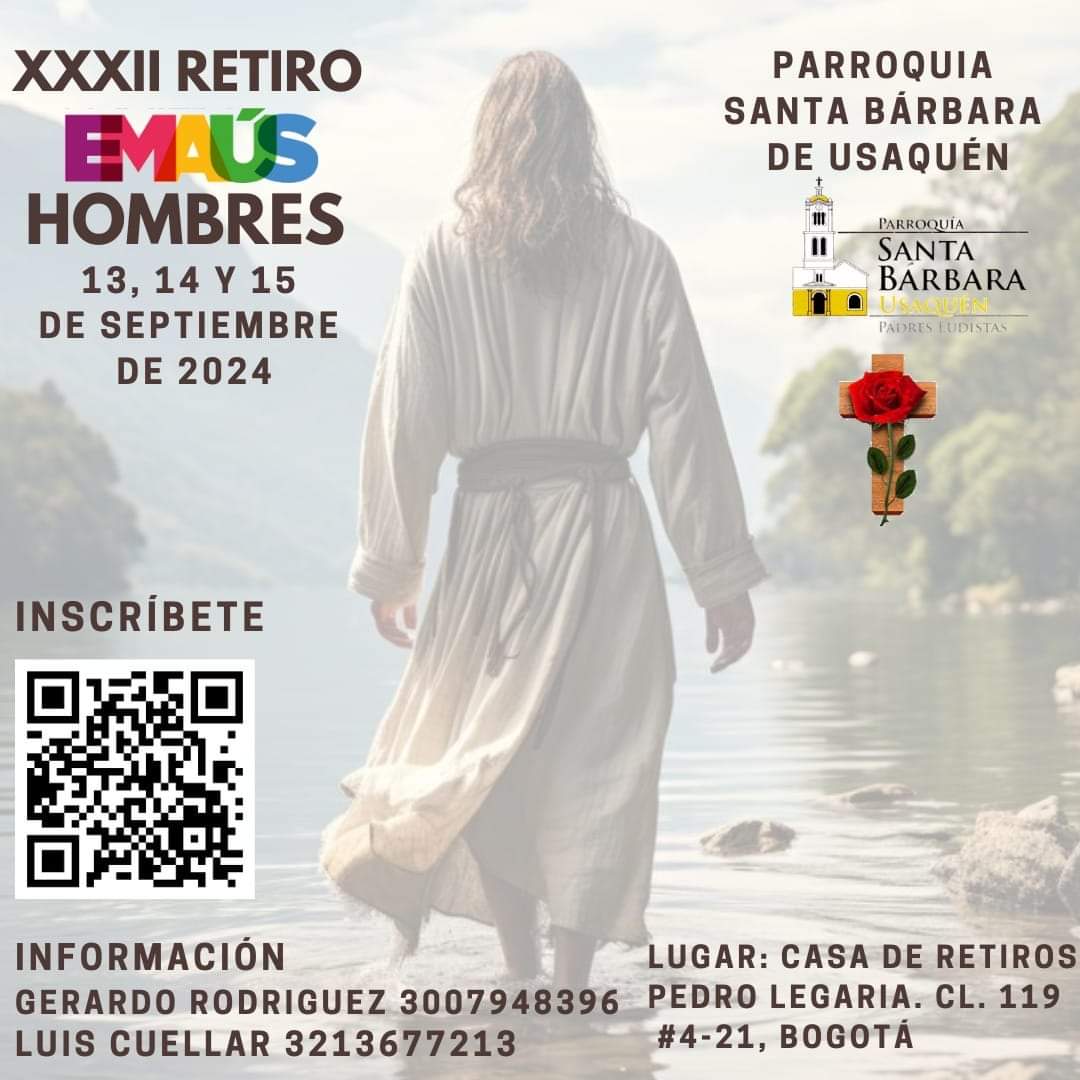 XXXII RETIRO
EMAÚS
HOMBRES
13, 14 Y 15
DE SEPTIEMBRE
DE 2024
PARROQUIA
SANTA BÁRBARA
DE USAQUÉN
PARROQUÍA
SANTA
BÁRBARA
USAQUÉN
PADRES EUDISTAS
INSCRÍBETE
INFORMACIÓN
GERARDO RODRIGUEZ 3007948396
LUIS CUELLAR 3213677213
LUGAR: CASA DE RETIROS
PEDRO LEGARIA. CL. 119
#4-21, BOGOTÁ